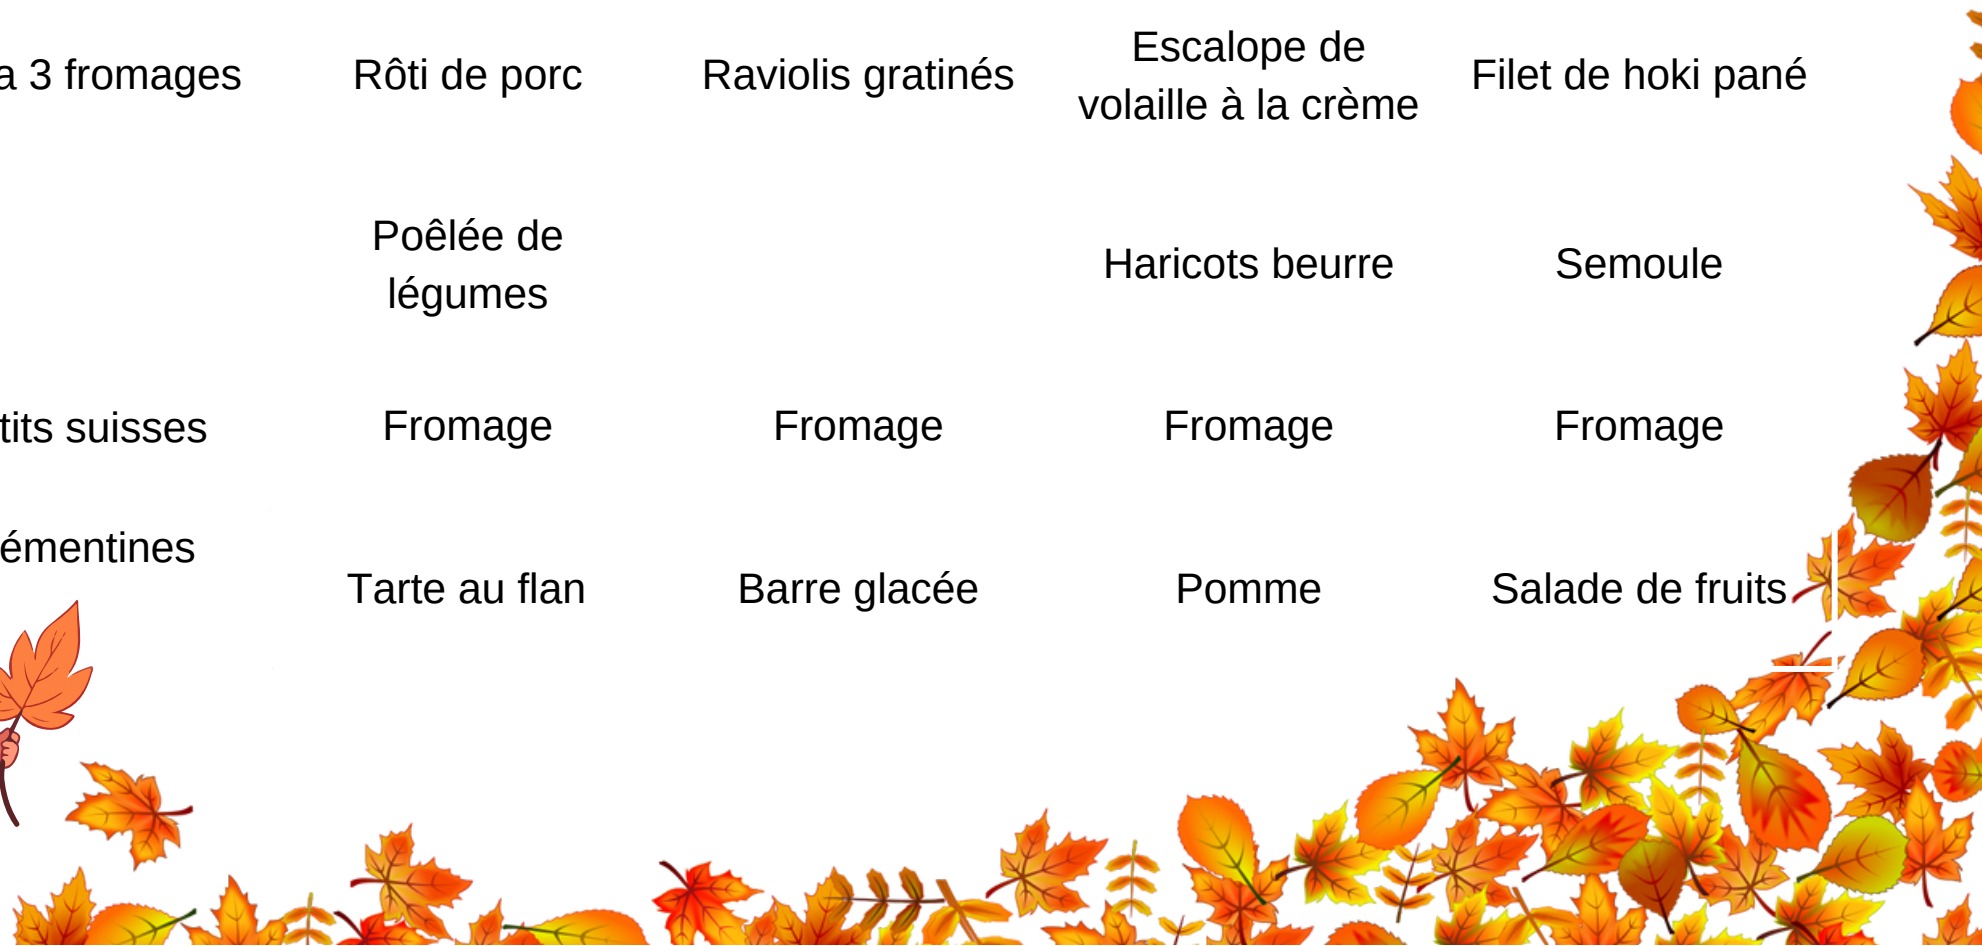 a 3 fromages
Rôti de porc
Raviolis gratinés
Escalope de
volaille à la crème
Filet de hoki pané
Poêlée de
légumes
Haricots beurre
Semoule
tits suisses
Fromage
Fromage
Fromage
Fromage
émentines
Tarte au flan
Barre glacée
Pomme
Salade de fruits